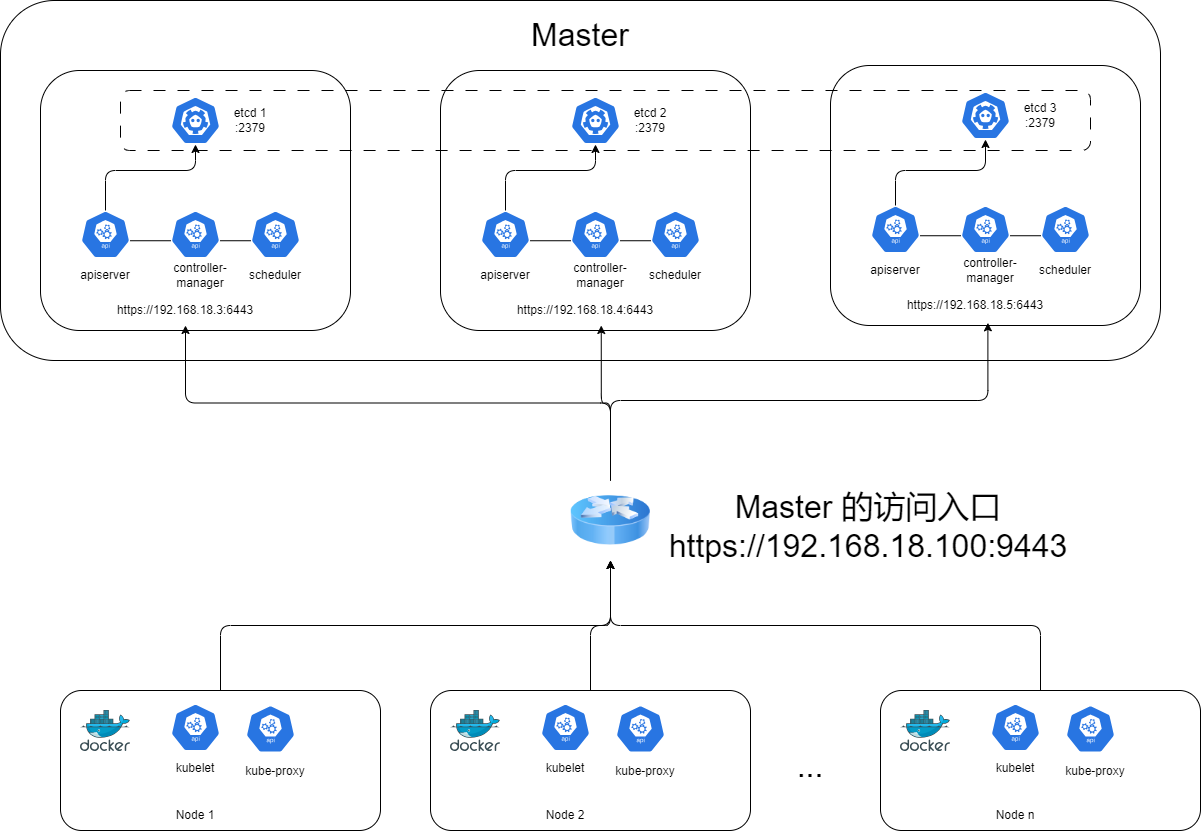 Master
etcd 1
:2379
etcd 2
:2379
etcd 3
:2379
api
api
api
apiserver
controller-
manager
scheduler
https://192.168.18.3:6443
api
api
api
apiserver
controller-
manager
scheduler
https://192.168.18.4:6443
api
api
api
apiserver
controller-
manager
scheduler
https://192.168.18.5:6443
Master 的访问入口
https://192.168.18.100:9443
docker
api
api
kubelet
kube-proxy
Node 1
docker
api
api
kubelet
kube-proxy
Node 2
...
docker
api
api
kubelet
kube-proxy
Node n